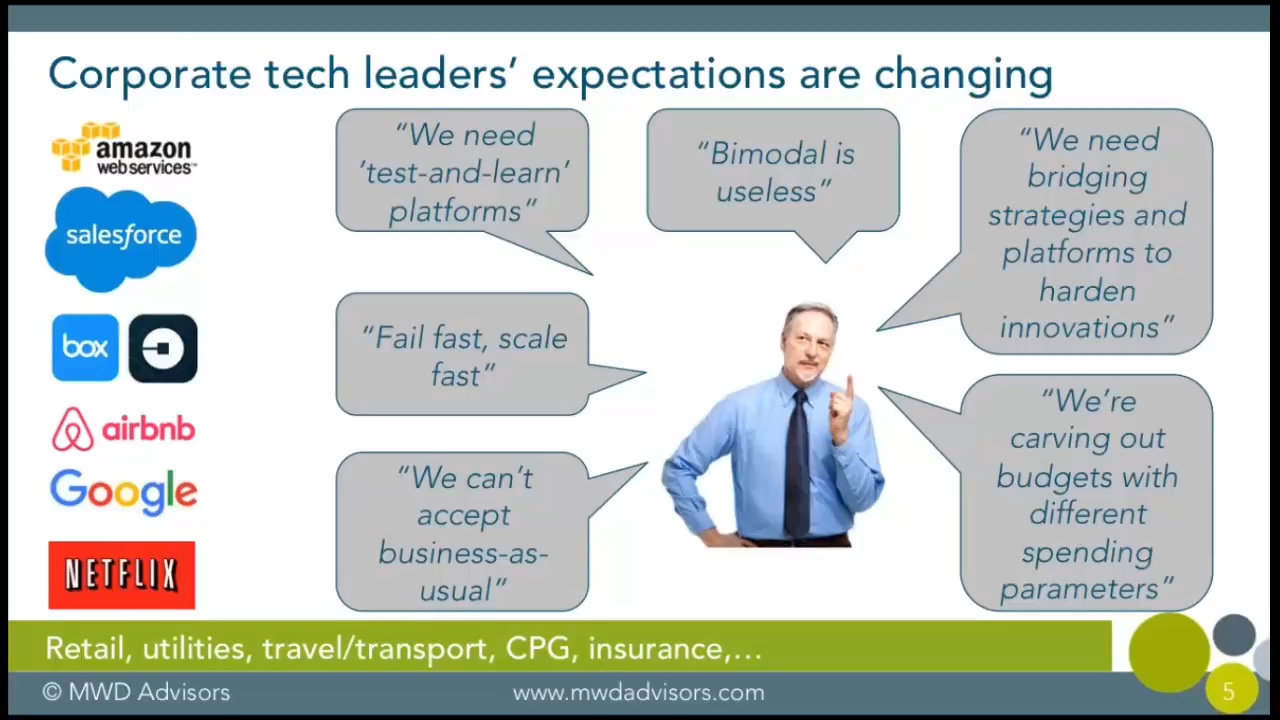 Corporate tech leaders’ expectations are changing
amazon
web services™
salesforce
box
airbnb
Google
NETFLIX
“We need
‘test-and-learn’
platforms”
“Bimodal is
useless”
“We need
bridging
strategies and
platforms to
harden
innovations”
“Fail fast, scale
fast”
“We can’t
accept
business-as-
usual”
“We’re
carving out
budgets with
different
spending
parameters”
Retail, utilities, travel/transport, CPG, insurance,…
© MWD Advisors
www.mwdadvisors.com
5